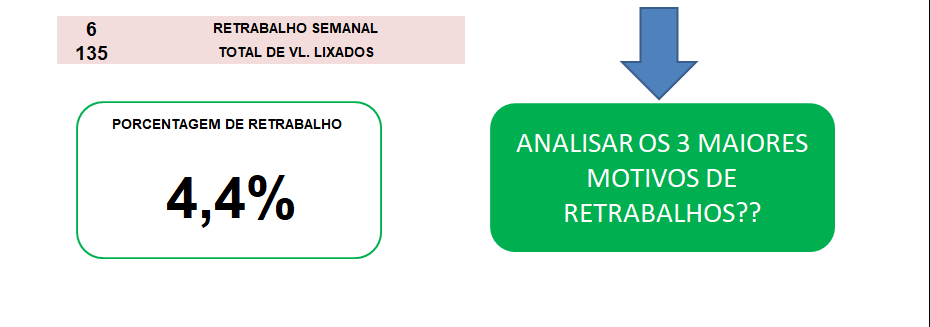 6 RETRABALHO SEMANAL
135 TOTAL DE VL. LIXADOS
PORCENTAGEM DE RETRABALHO
4,4%
ANALISAR OS 3 MAIORES
MOTIVOS DE
RETRABALHOS??